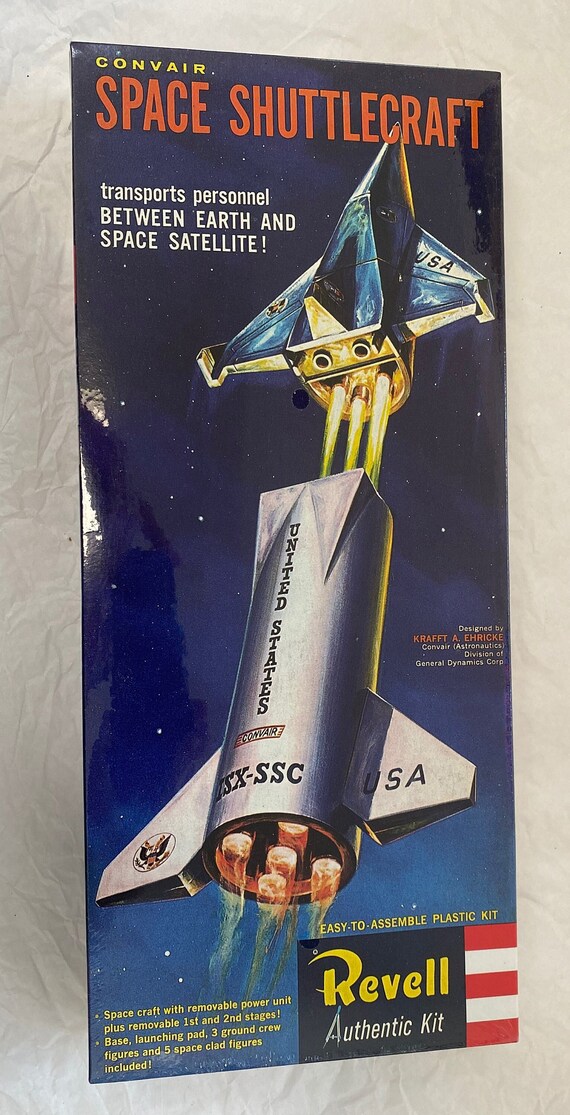 CONVAIR
SPACE SHUTTLECRAFT
transports personnel
BETWEEN EARTH AND
SPACE SATELLITE!
USA
UNITED STATES
Designed by
KRAFFT A. EHRICKE
Convair (Astronautics)
Division of
General Dynamics Corp
CONVAIR
SX-SSC
USA
EASY-TO-ASSEMBLE PLASTIC KIT
Revell
Authentic Kit
• Space craft with removable power unit
plus removable 1st and 2nd stages!
• Base, launching pad, 3 ground crew
figures and 5 space clad figures
included!